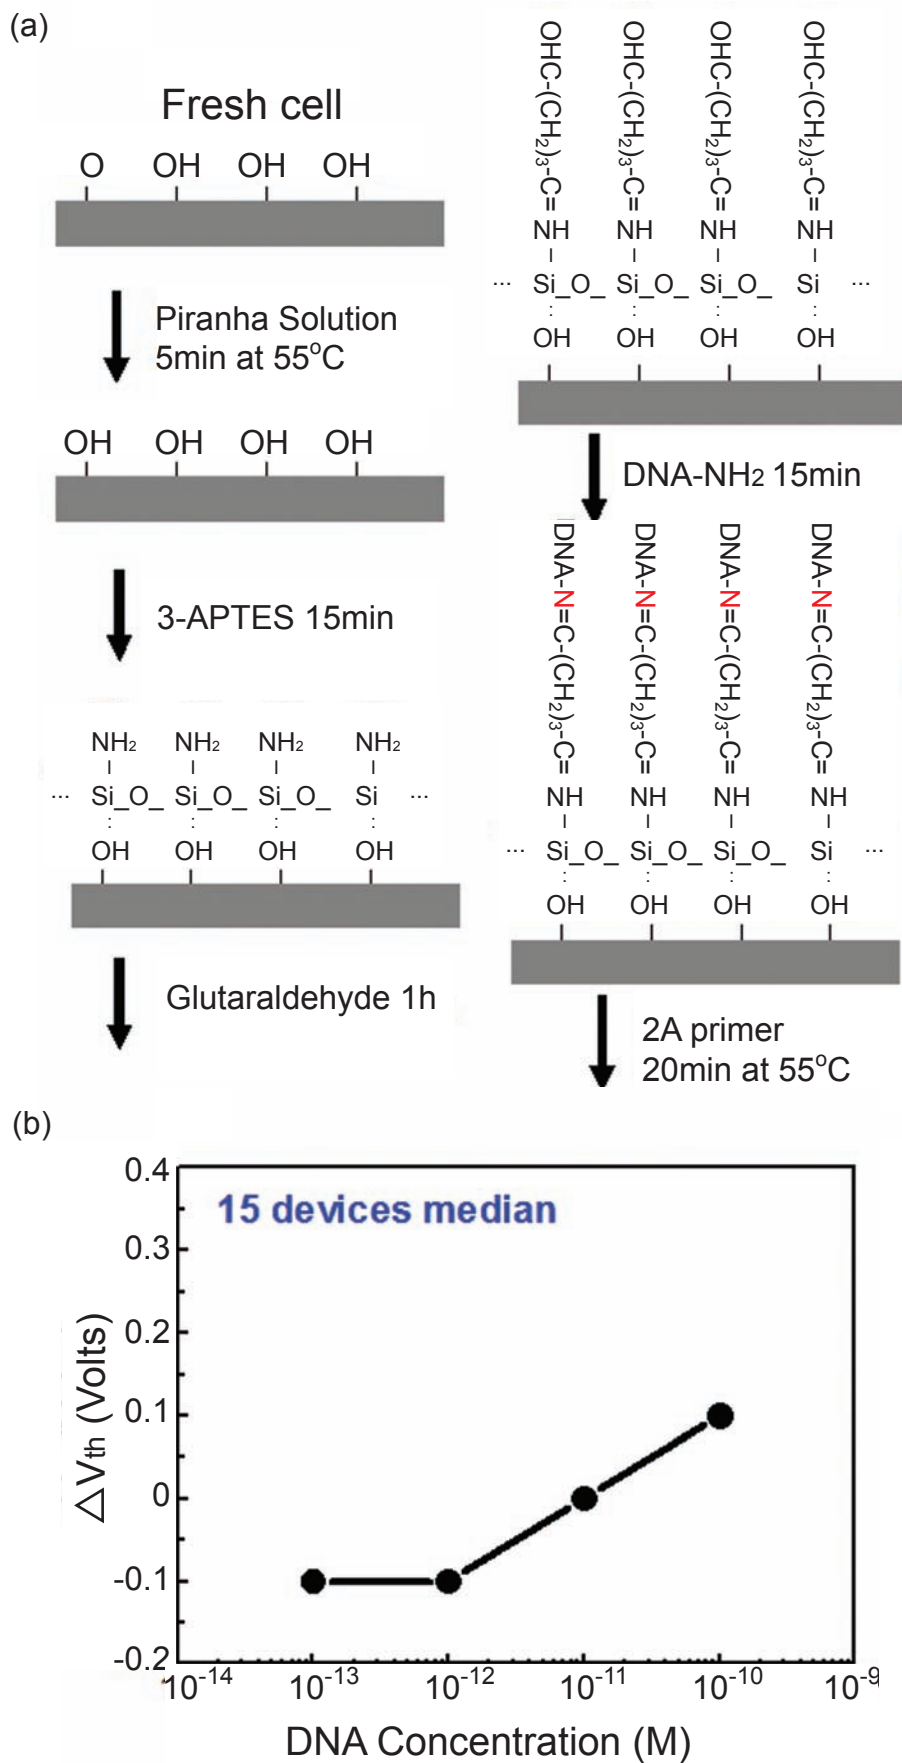 (a)
Fresh cell
O OH OH OH
Piranha Solution
5min at 55°C
OH OH OH OH
3-APTES 15min
NH₂ NH₂ NH₂ NH₂
... Si_O_ Si_O_ Si_O_ Si ...
OH OH OH OH
Glutaraldehyde 1h
OHC-(CH₂)₃-C= OHC-(CH₂)₃-C= OHC-(CH₂)₃-C= OHC-(CH₂)₃-C=
NH NH NH NH
... Si_O_ Si_O_ Si_O_ Si ...
OH OH OH OH
DNA-NH₂ 15min
DNA-N=C-(CH₂)₃-C= DNA-N=C-(CH₂)₃-C= DNA-N=C-(CH₂)₃-C= DNA-N=C-(CH₂)₃-C=
NH NH NH NH
... Si_O_ Si_O_ Si_O_ Si ...
OH OH OH OH
2A primer
20min at 55°C
(b)
15 devices median
△Vth (Volts)
0.4
0.3
0.2
0.1
0
-0.1
-0.2
10⁻¹⁴ 10⁻¹³ 10⁻¹² 10⁻¹¹ 10⁻¹⁰ 10⁻⁹
DNA Concentration (M)